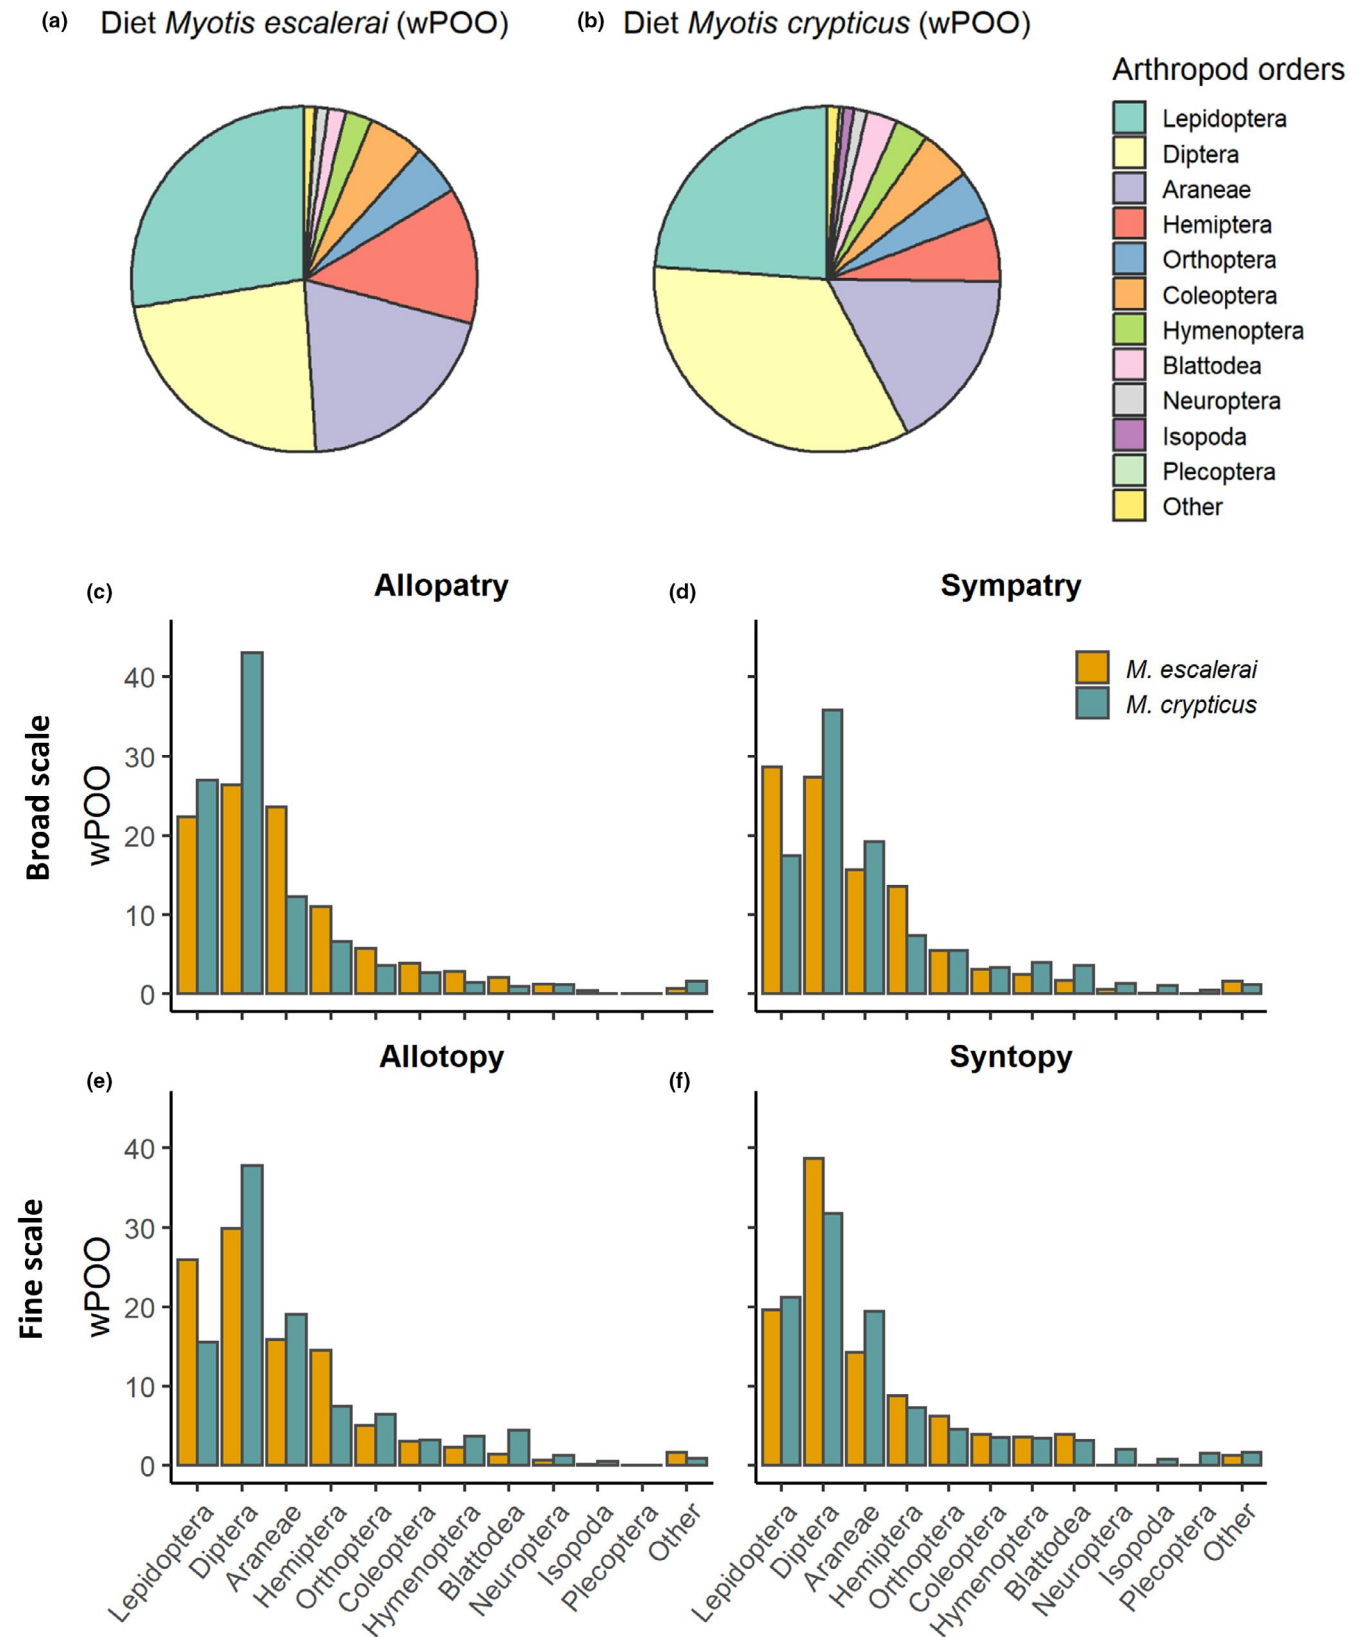 (a) Diet Myotis escalerai (wPOO)
(b) Diet Myotis crypticus (wPOO)
Arthropod orders
Lepidoptera
Diptera
Araneae
Hemiptera
Orthoptera
Coleoptera
Hymenoptera
Blattodea
Neuroptera
Isopoda
Plecoptera
Other
(c) Allopatry
Broad scale
wPOO
40
30
20
10
0
(d) Sympatry
M. escalerai
M. crypticus
(e) Allotopy
Fine scale
wPOO
40
30
20
10
0
Lepidoptera
Diptera
Araneae
Hemiptera
Orthoptera
Coleoptera
Hymenoptera
Blattodea
Neuroptera
Isopoda
Plecoptera
Other
(f) Syntopy
Lepidoptera
Diptera
Araneae
Hemiptera
Orthoptera
Coleoptera
Hymenoptera
Blattodea
Neuroptera
Isopoda
Plecoptera
Other